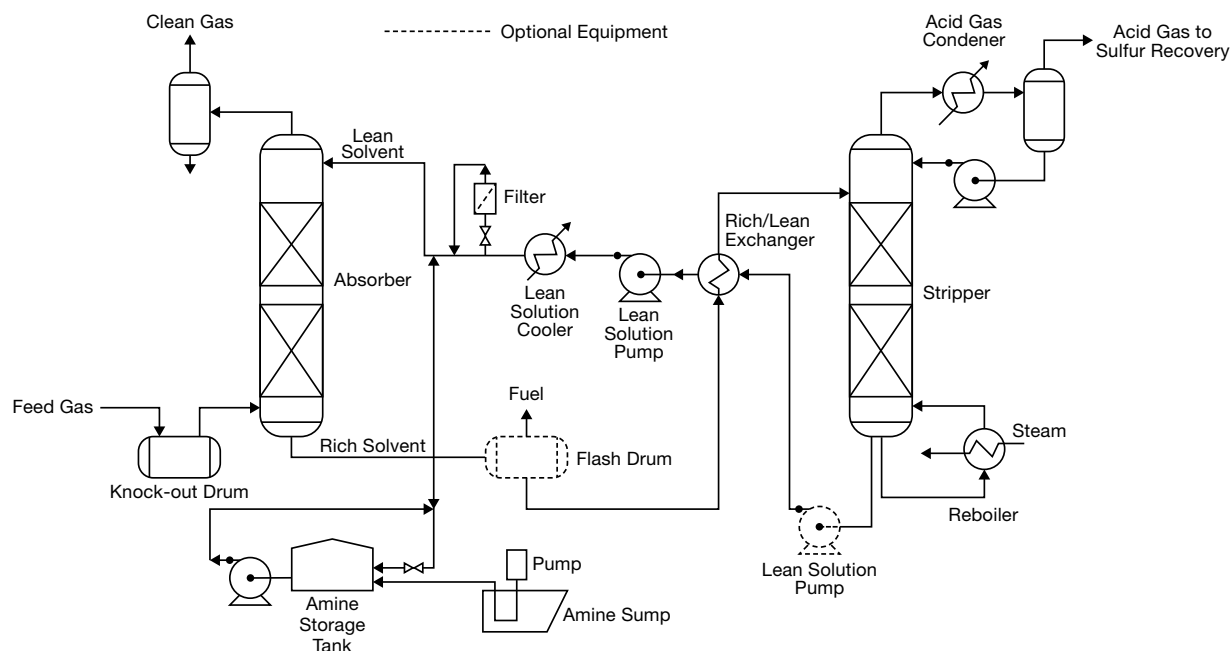 Clean Gas
Optional Equipment
Acid Gas
Condener
Acid Gas to
Sulfur Recovery
Lean
Solvent
Filter
Rich/Lean
Exchanger
Absorber
Lean
Solution
Cooler
Lean
Solution
Pump
Stripper
Feed Gas
Fuel
Rich Solvent
Flash Drum
Steam
Knock-out Drum
Reboiler
Pump
Lean Solution
Pump
Amine
Storage
Tank
Amine Sump